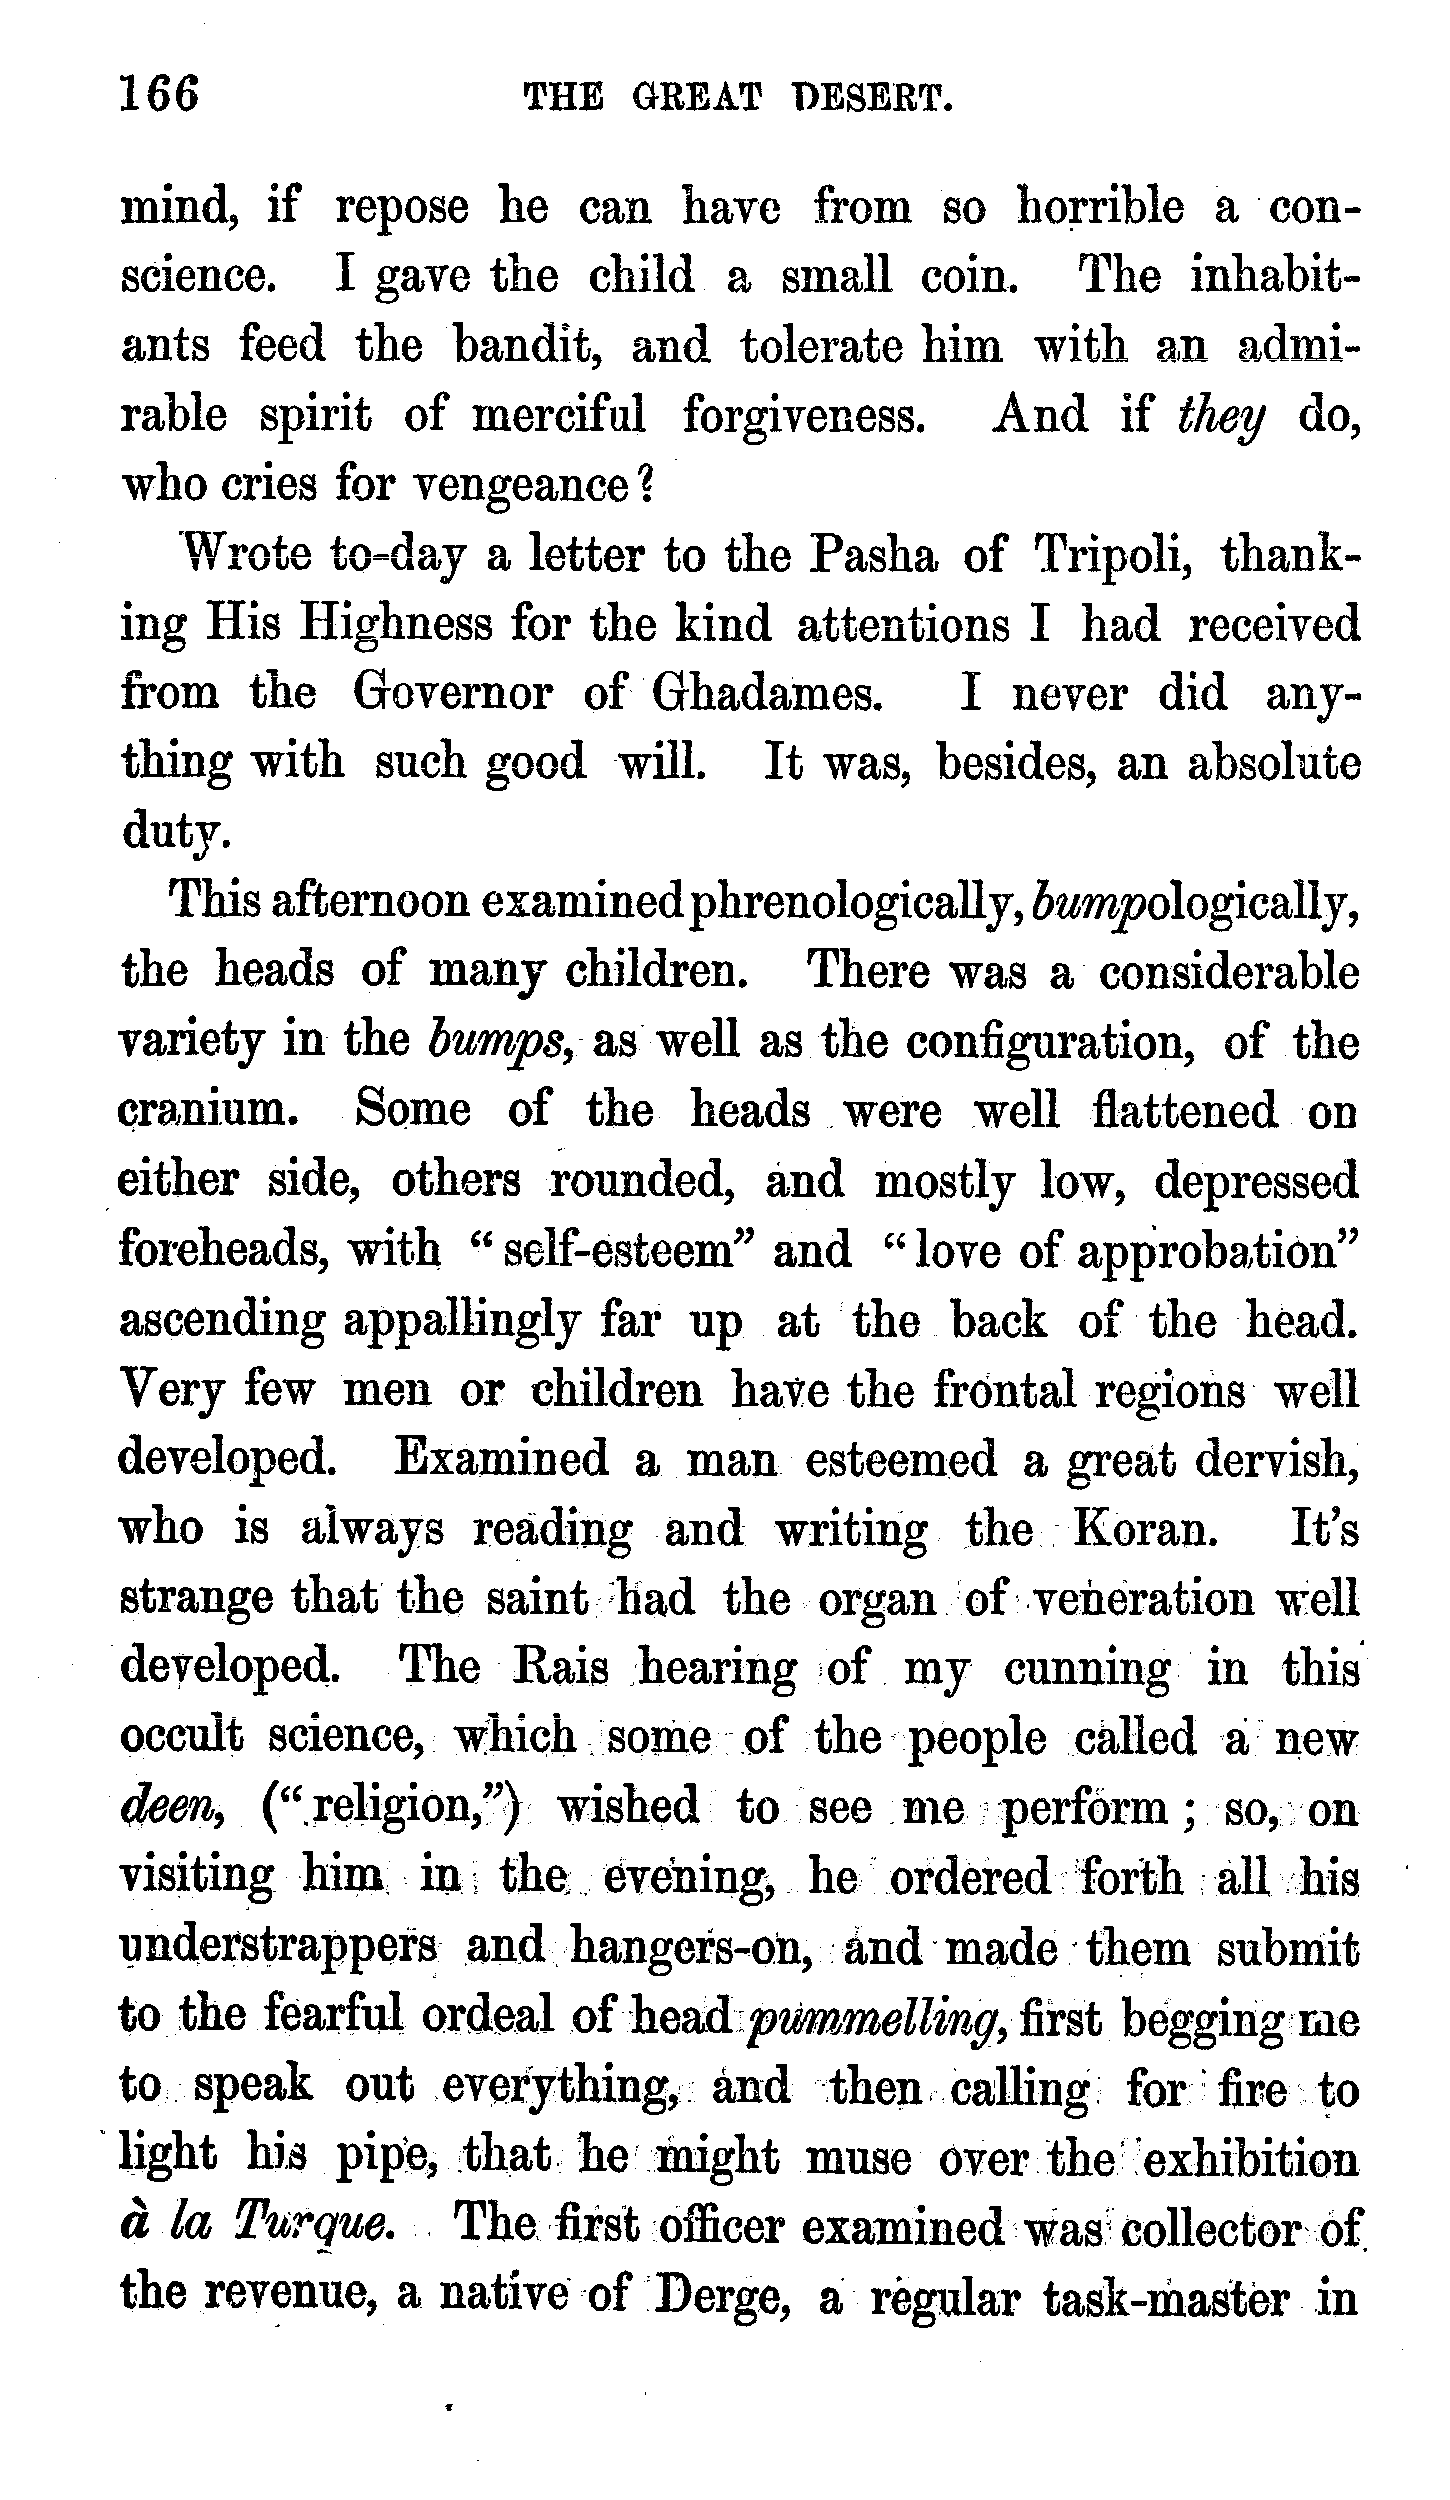 166 THE GREAT DESERT.
mind, if repose he can have from so horrible a con-
science. I gave the child a small coin. The inhabit-
ants feed the bandit, and tolerate him with an admi-
rable spirit of merciful forgiveness. And if they do,
who cries for vengeance?
Wrote to-day a letter to the Pasha of Tripoli, thank-
ing His Highness for the kind attentions I had received
from the Governor of Ghadames. I never did any-
thing with such good will. It was, besides, an absolute
duty.
This afternoon examined phrenologically, bumpologically,
the heads of many children. There was a considerable
variety in the bumps, as well as the configuration, of the
cranium. Some of the heads were well flattened on
either side, others rounded, and mostly low, depressed
foreheads, with "self-esteem" and "love of approbation"
ascending appallingly far up at the back of the head.
Very few men or children have the frontal regions well
developed. Examined a man esteemed a great dervish,
who is always reading and writing the Koran. It's
strange that the saint had the organ of veneration well
developed. The Rais hearing of my cunning in this
occult science, which some of the people called a new
deen, ("religion,") wished to see me perform; so, on
visiting him in the evening, he ordered forth all his
understrappers and hangers-on, and made them submit
to the fearful ordeal of head pummelling, first begging me
to speak out everything, and then calling for fire to
light his pipe, that he might muse over the exhibition
à la Turque. The first officer examined was collector of
the revenue, a native of Derge, a regular task-master in